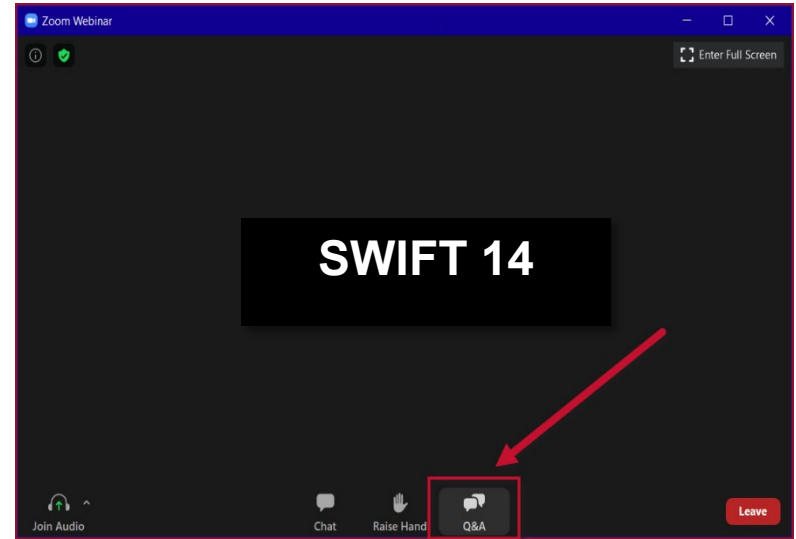 Zoom Webinar
Enter Full Screen
SWIFT 14
Join Audio
Chat
Raise Hand
Q&A
Leave